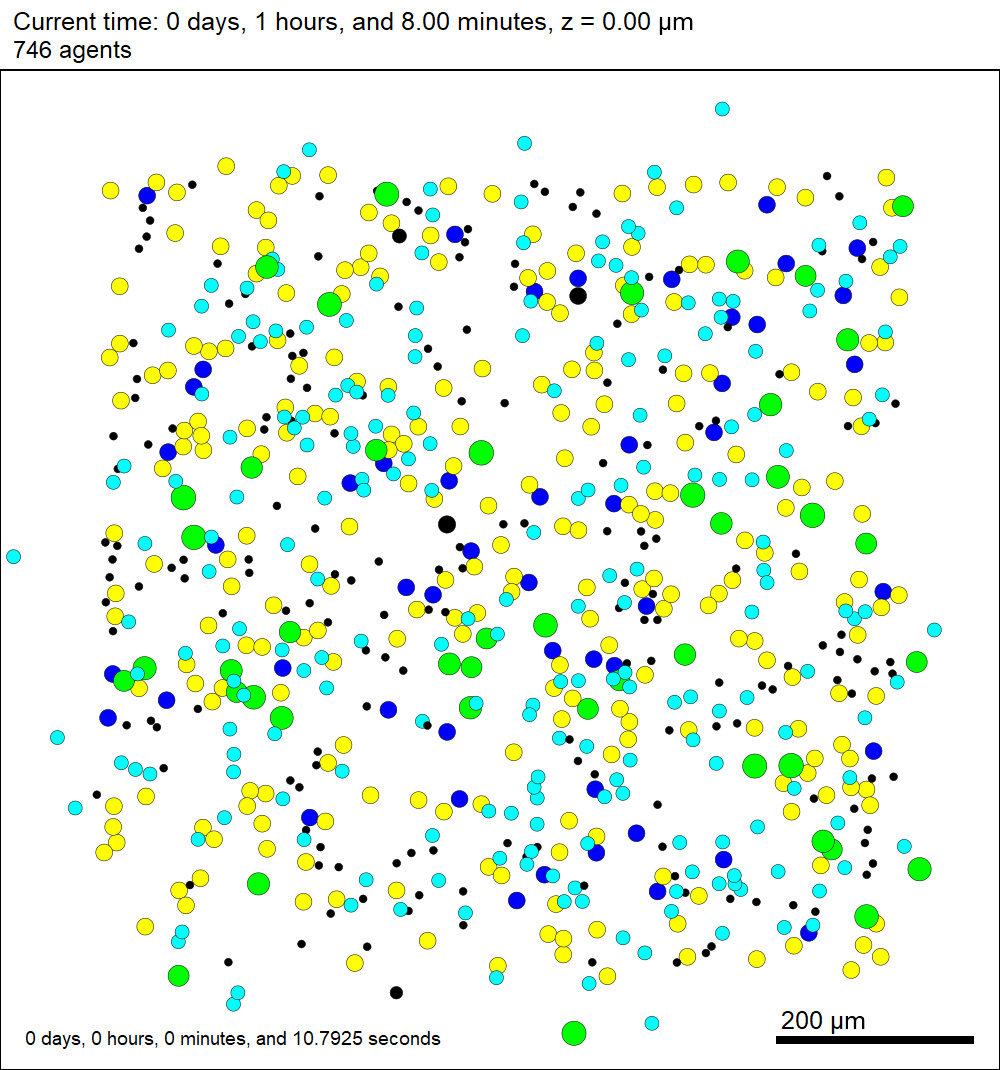 Current time: 0 days, 1 hours, and 8.00 minutes, z = 0.00 µm
746 agents
200 µm
0 days, 0 hours, 0 minutes, and 10.7925 seconds